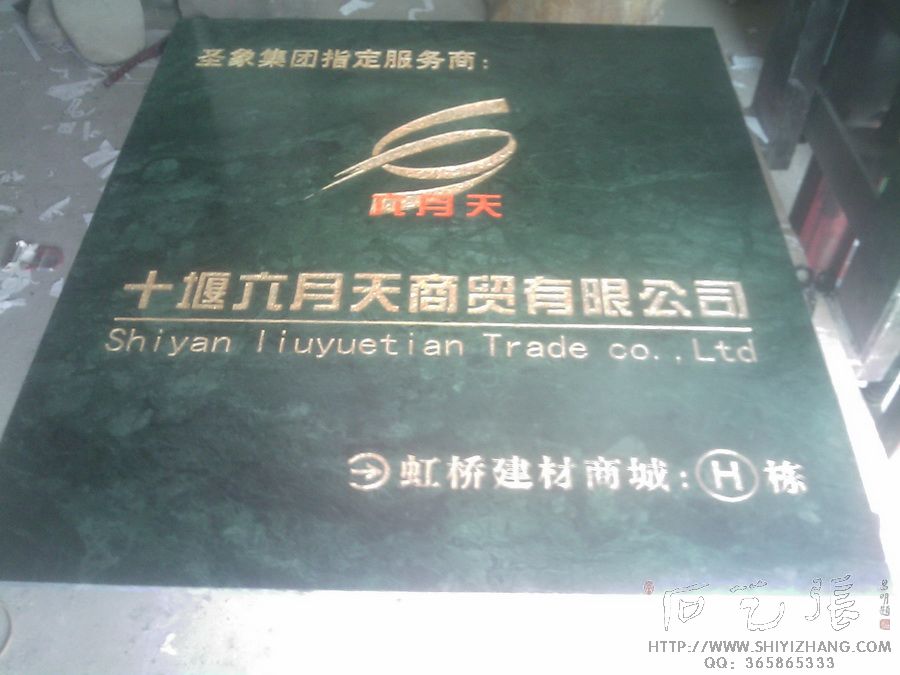 圣象集团指定服务商：
六月天
十堰六月天商贸有限公司
Shiyan liuyuetian Trade co.,Ltd
虹桥建材商城：H栋
石艺張
HTTP://WWW.SHIYIZHANG.COM
QQ：365865333